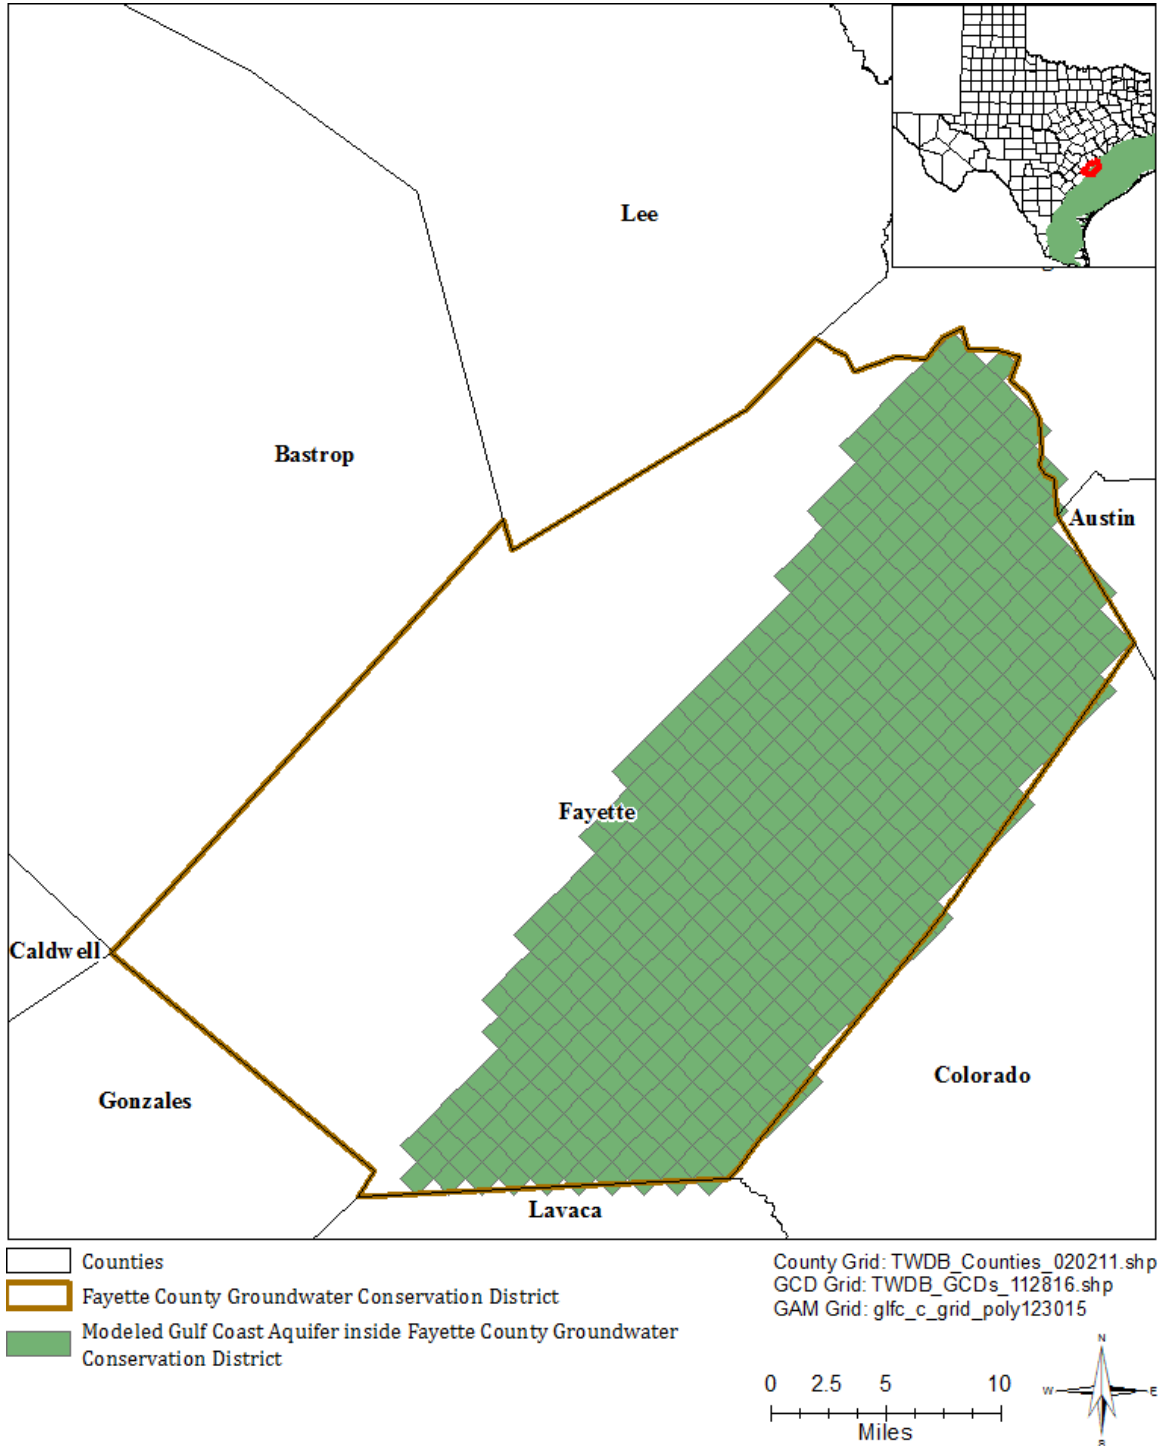 Lee
Bastrop
Austin
Fayette
Caldwell
Colorado
Gonzales
Lavaca
Counties
Fayette County Groundwater Conservation District
Modeled Gulf Coast Aquifer inside Fayette County Groundwater
Conservation District
County Grid: TWDB_Counties_020211.shp
GCD Grid: TWDB_GCDs_112816.shp
GAM Grid: glfc_c_grid_poly123015
0 2.5 5 10
Miles
N
W E
S